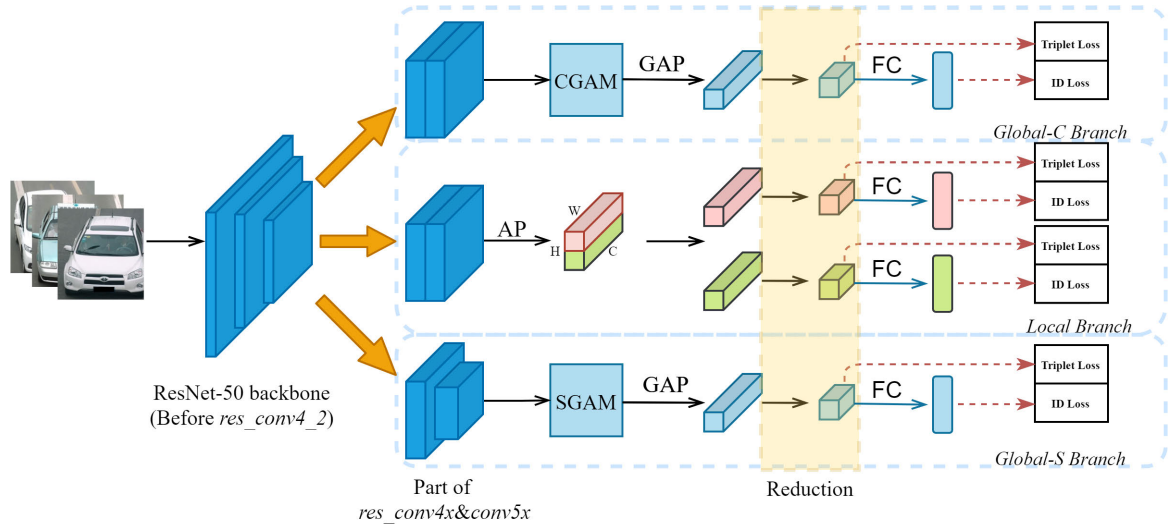 CGAM
GAP
FC
Triplet Loss
ID Loss
Global-C Branch
AP
W
H
C
FC
Triplet Loss
ID Loss
FC
Triplet Loss
ID Loss
Local Branch
ResNet-50 backbone
(Before res_conv4_2)
SGAM
GAP
FC
Triplet Loss
ID Loss
Global-S Branch
Part of
res_conv4x&conv5x
Reduction